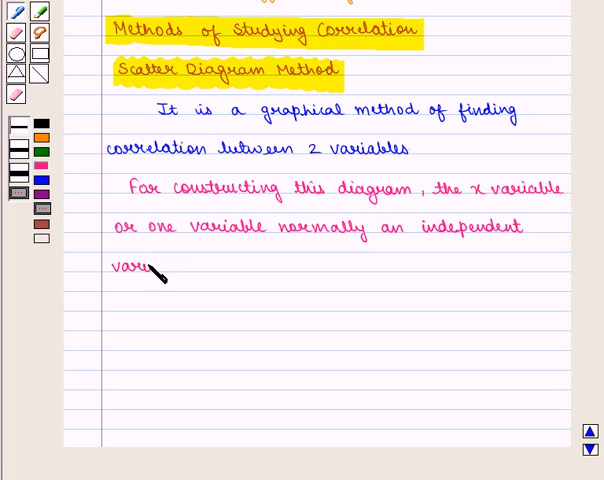 Methods of Studying Correlation
Scatter Diagram Method
It is a graphical method of finding
correlation between 2 variables.
For constructing this diagram, the x variable
or one variable normally an independent
vari